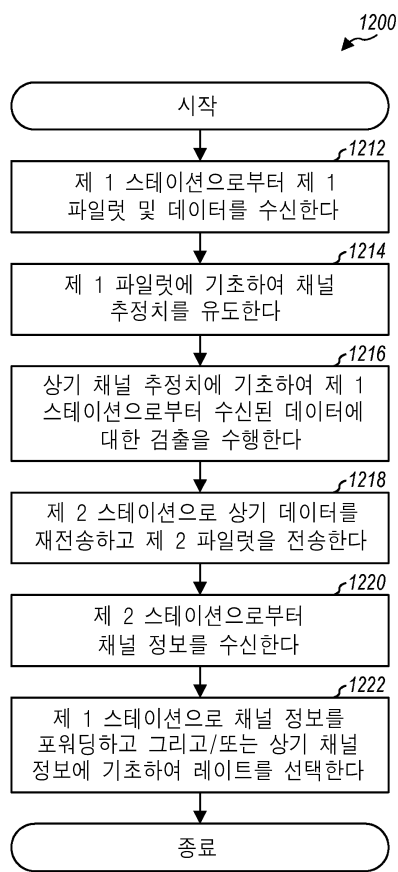 1200
시작
1212
제 1 스테이션으로부터 제 1
파일럿 및 데이터를 수신한다
1214
제 1 파일럿에 기초하여 채널
추정치를 유도한다
1216
상기 채널 추정치에 기초하여 제 1
스테이션으로부터 수신된 데이터에
대한 검출을 수행한다
1218
제 2 스테이션으로 상기 데이터를
재전송하고 제 2 파일럿을 전송한다
1220
제 2 스테이션으로부터
채널 정보를 수신한다
1222
제 1 스테이션으로 채널 정보를
포워딩하고 그리고/또는 상기 채널
정보에 기초하여 레이트를 선택한다
종료